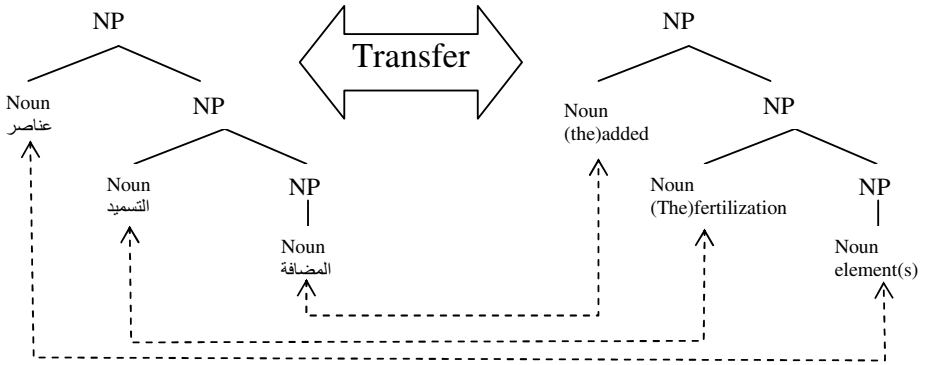 NP
NP
Transfer
Noun
عناصر
NP
Noun
(the)added
NP
Noun
التسميد
NP
Noun
(The)fertilization
NP
Noun
المضافة
Noun
element(s)